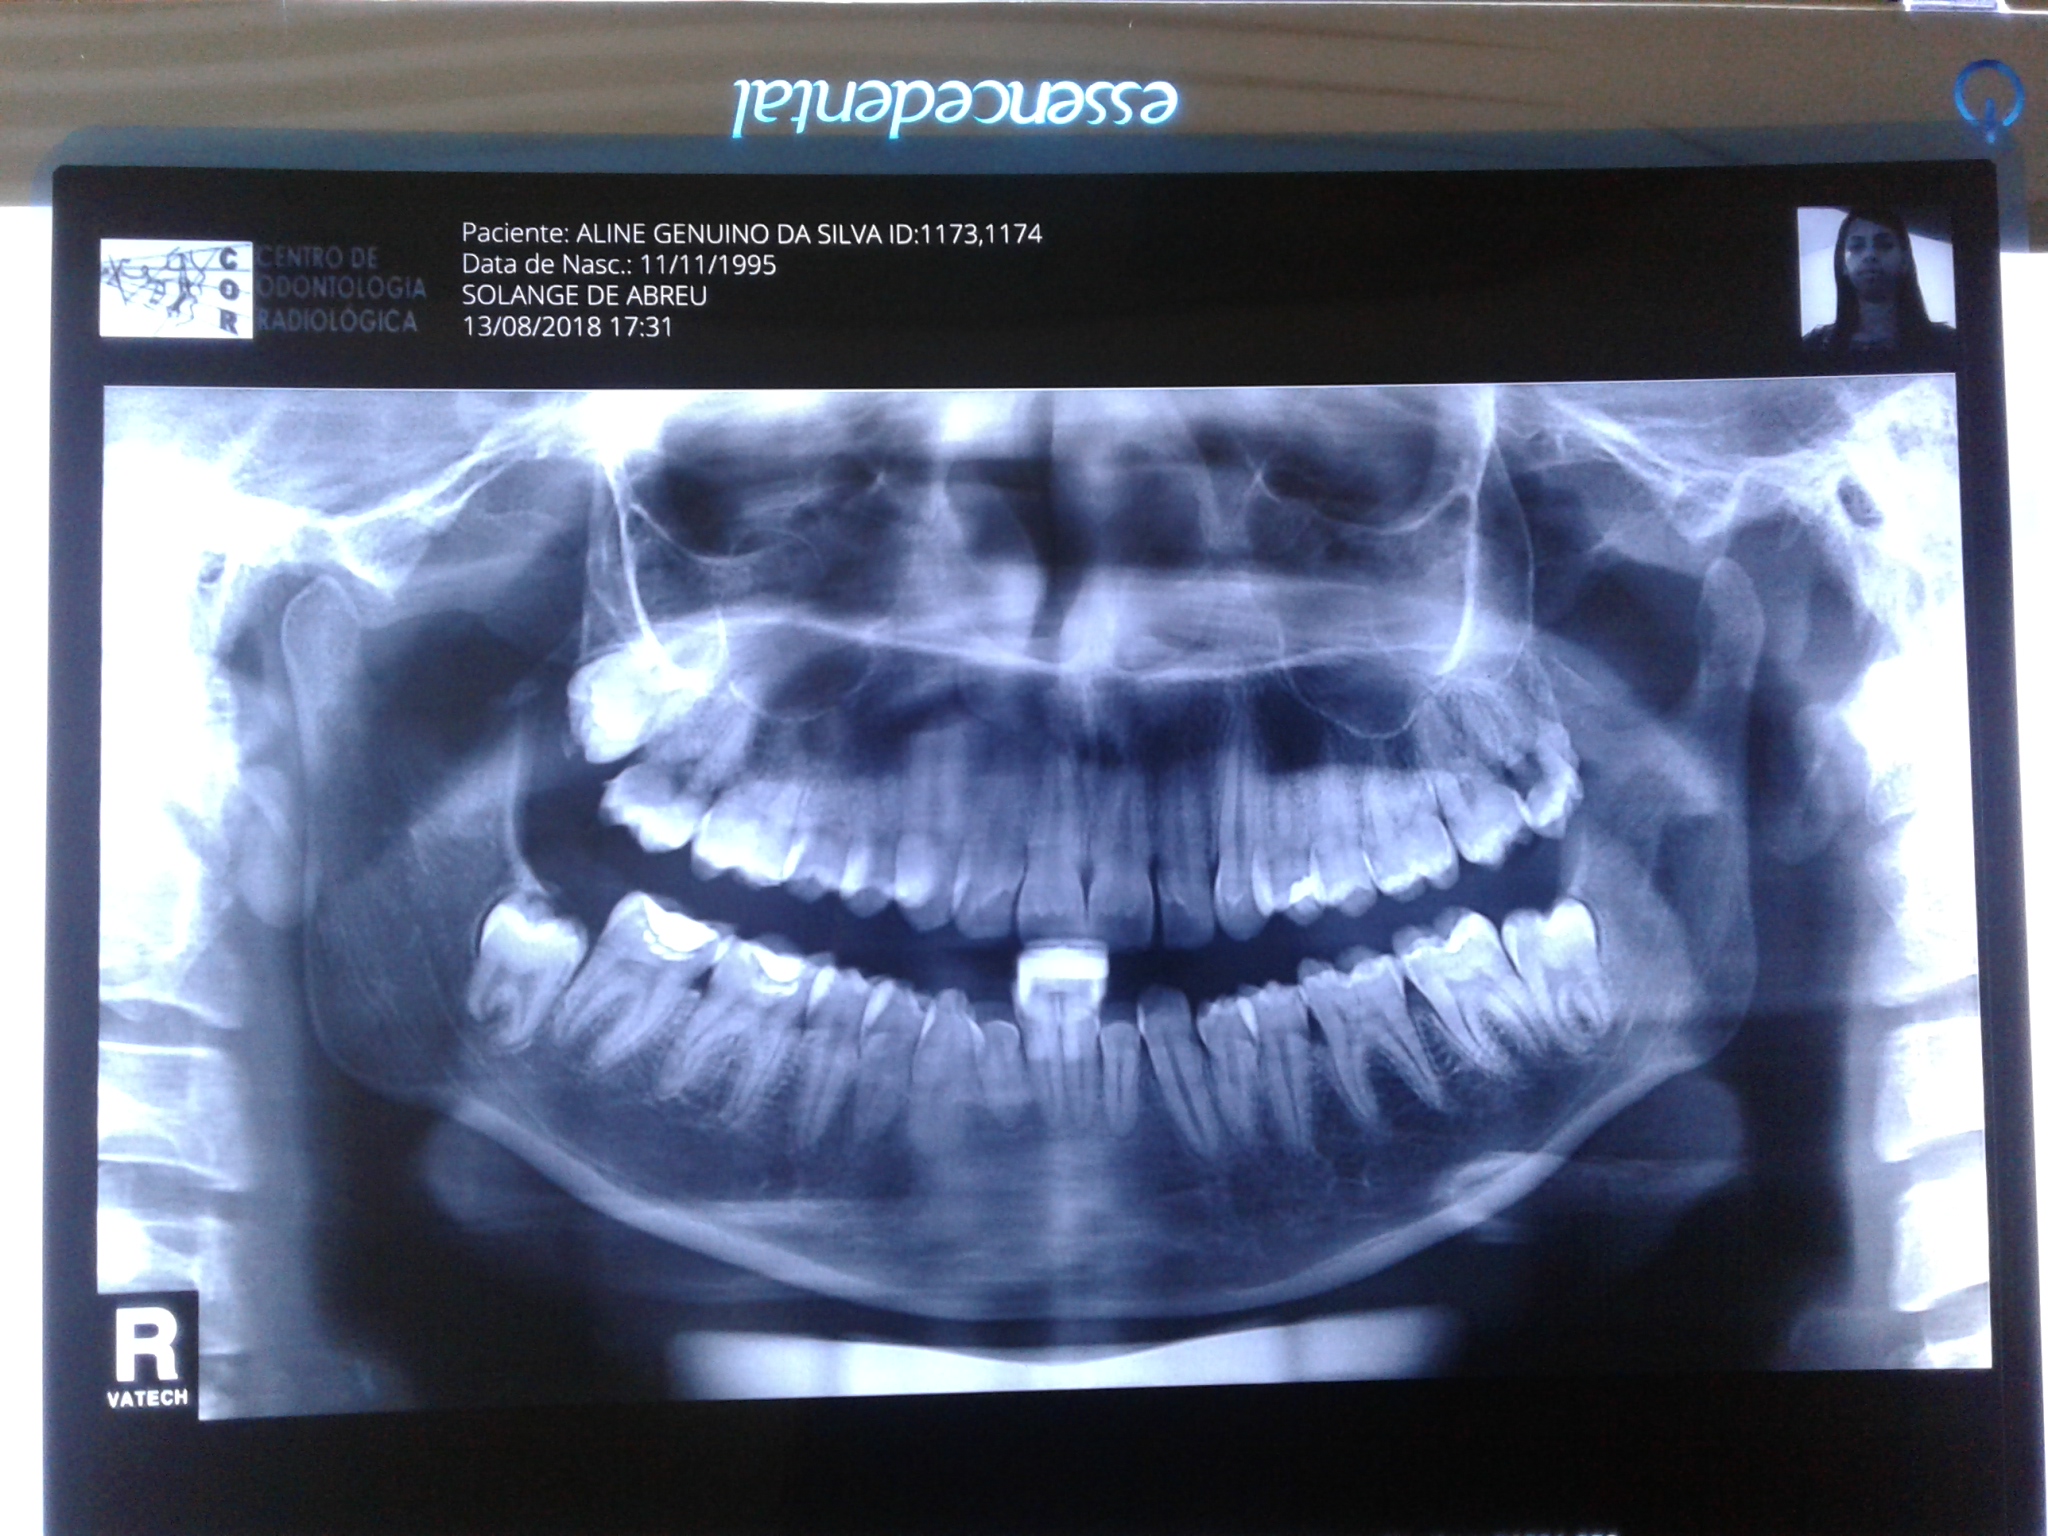 essencedental
COR
CENTRO DE
ODONTOLOGIA
RADIOLÓGICA
Paciente: ALINE GENUINO DA SILVA ID:1173,1174
Data de Nasc.: 11/11/1995
SOLANGE DE ABREU
13/08/2018 17:31
R
VATECH